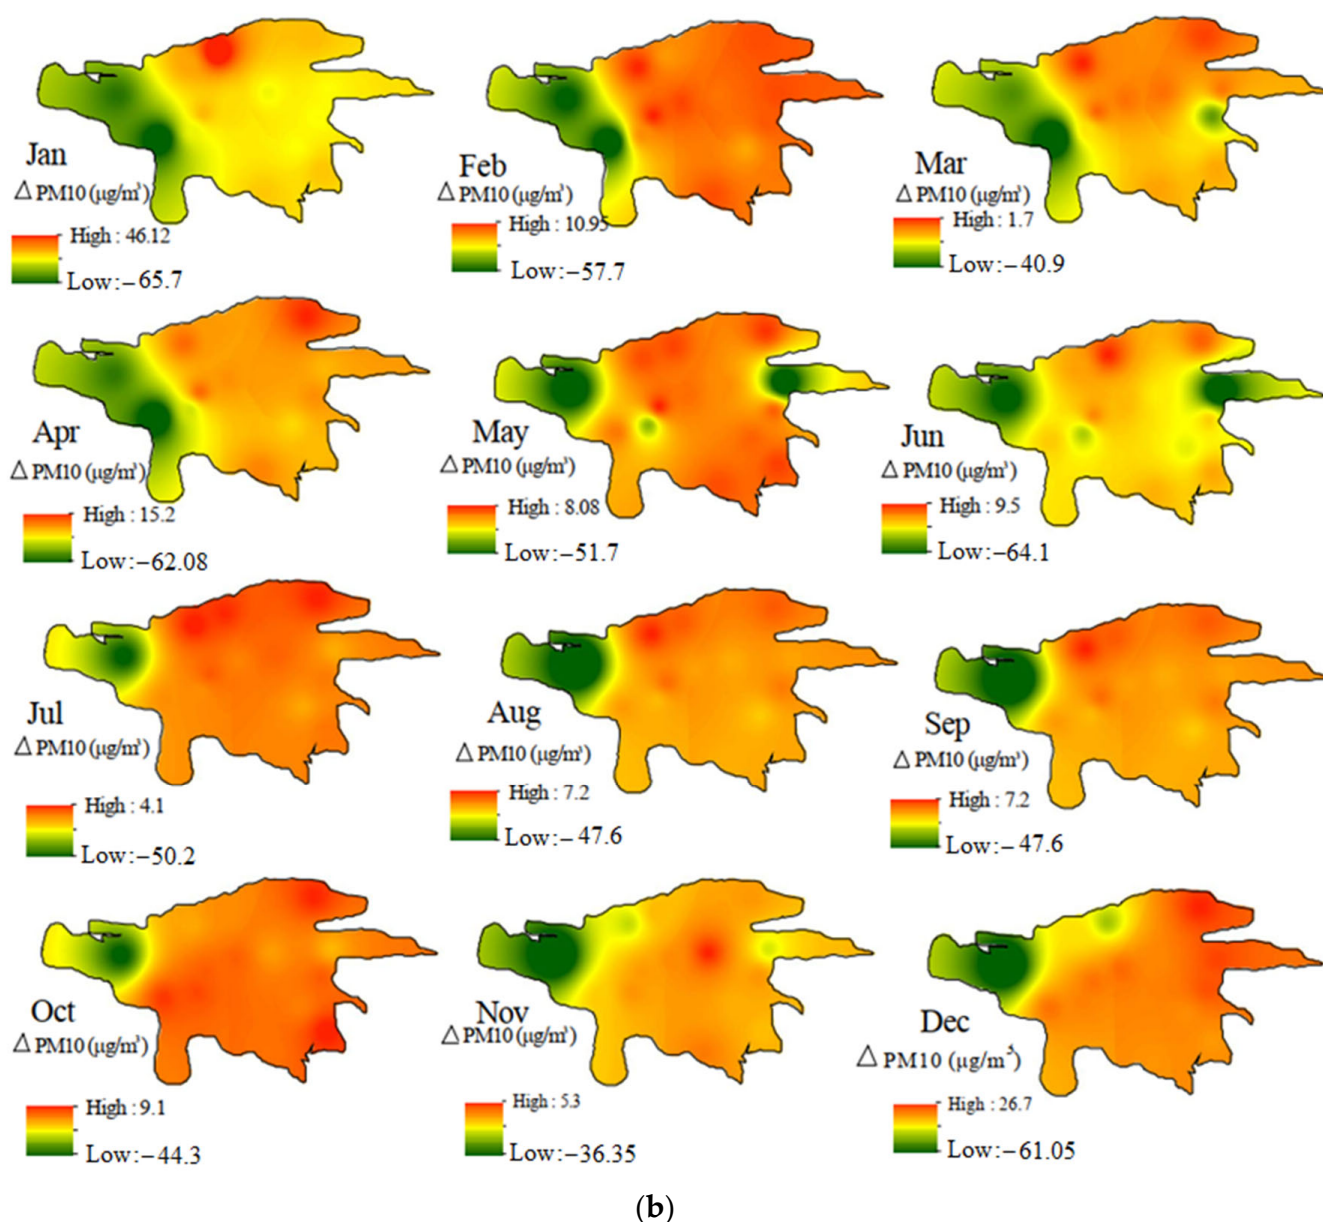 Jan
△ PM10 (µg/m³)
High : 46.12
Low:−65.7
Feb
△ PM10 (µg/m³)
High : 10.95
Low:−57.7
Mar
△ PM10 (µg/m³)
High : 1.7
Low:−40.9
Apr
△ PM10 (µg/m³)
High : 15.2
Low:−62.08
May
△ PM10 (µg/m³)
High : 8.08
Low:−51.7
Jun
△ PM10 (µg/m³)
High : 9.5
Low:−64.1
Jul
△ PM10 (µg/m³)
High : 4.1
Low:−50.2
Aug
△ PM10 (µg/m³)
High : 7.2
Low:− 47.6
Sep
△ PM10 (µg/m³)
High : 7.2
Low:− 47.6
Oct
△ PM10 (µg/m³)
High : 9.1
Low:−44.3
Nov
△ PM10 (µg/m³)
High : 5.3
Low:−36.35
Dec
△ PM10 (µg/m⁵)
High : 26.7
Low:−61.05
(b)